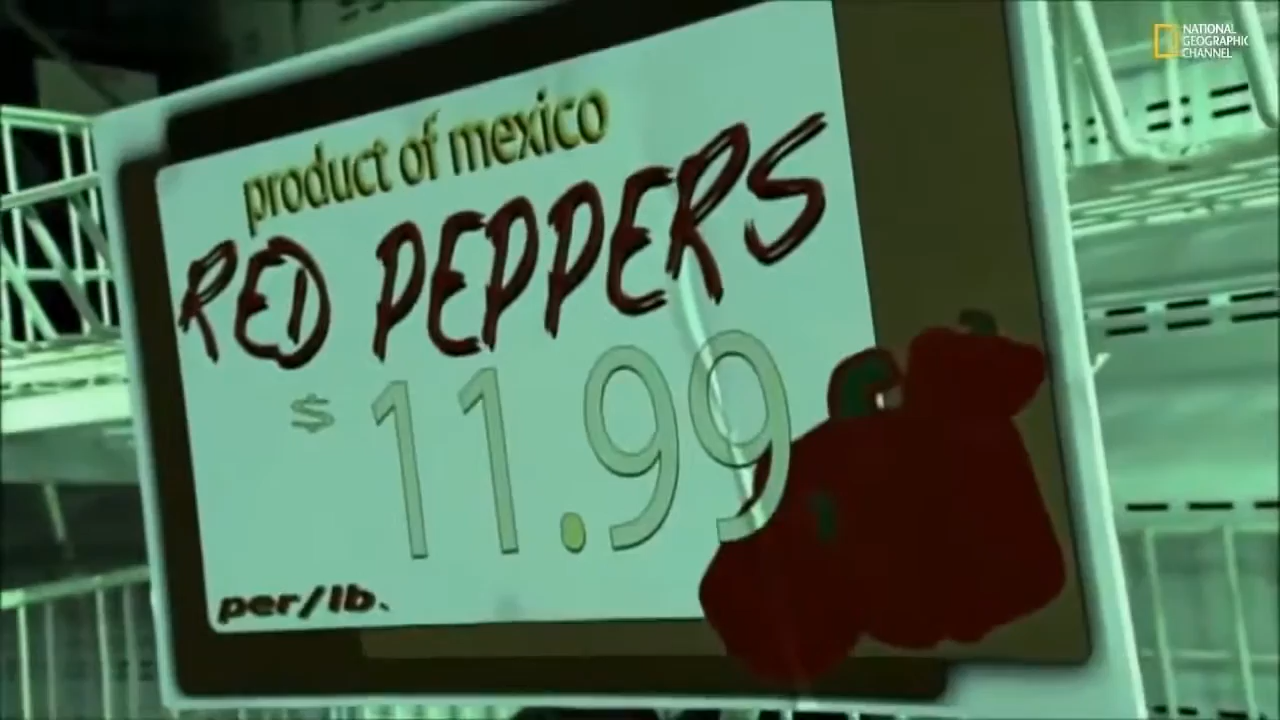 NATIONAL
GEOGRAPHIC
CHANNEL
product of mexico
RED PEPPERS
$11.99
per/lb.